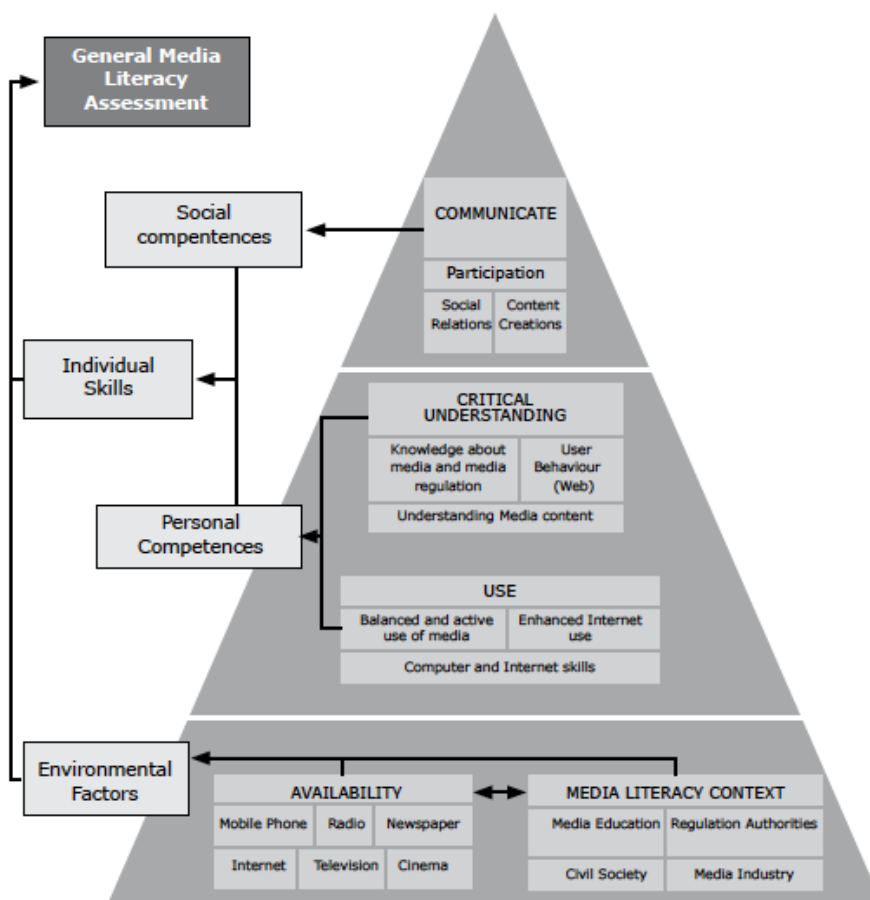 General Media
Literacy
Assessment
Social
compentences
COMMUNICATE
Participation
Social
Relations
Content
Creations
Individual
Skills
CRITICAL
UNDERSTANDING
Knowledge about
media and media
regulation
User
Behaviour
(Web)
Understanding Media content
Personal
Competences
USE
Balanced and active
use of media
Enhanced Internet
use
Computer and Internet skills
Environmental
Factors
AVAILABILITY
Mobile Phone
Radio
Newspaper
Internet
Television
Cinema
MEDIA LITERACY CONTEXT
Media Education
Regulation Authorities
Civil Society
Media Industry